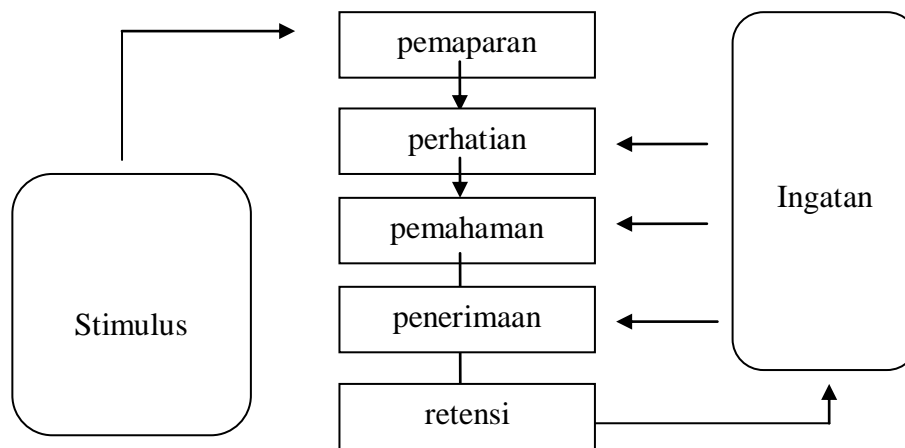 pemaparan
perhatian
pemahaman
penerimaan
retensi
Stimulus
Ingatan